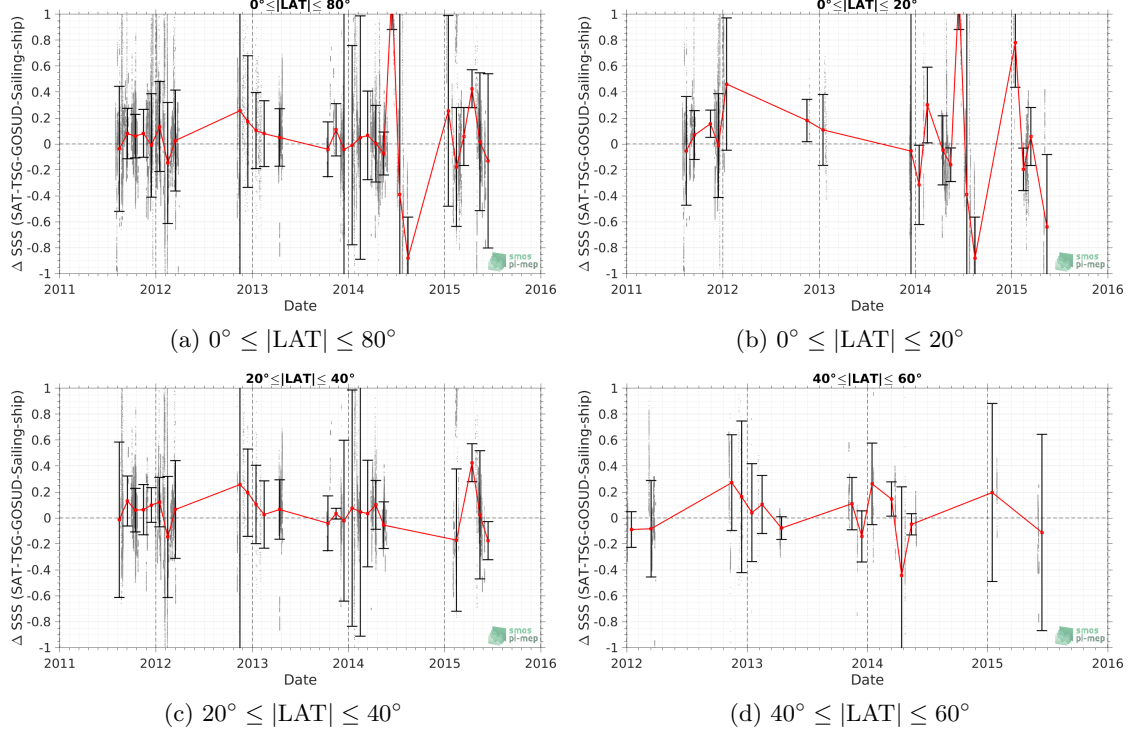 0°≤|LAT|≤ 80°
1
0.8
0.6
0.4
0.2
0
-0.2
-0.4
-0.6
-0.8
-1
Δ SSS (SAT-TSG-GOSUD-Sailing-ship)
smos
pi-mep
2011 2012 2013 2014 2015 2016
Date
(a) 0° ≤ |LAT| ≤ 80°
0°≤|LAT|≤ 20°
1
0.8
0.6
0.4
0.2
0
-0.2
-0.4
-0.6
-0.8
-1
Δ SSS (SAT-TSG-GOSUD-Sailing-ship)
smos
pi-mep
2011 2012 2013 2014 2015 2016
Date
(b) 0° ≤ |LAT| ≤ 20°
20°≤|LAT|≤ 40°
1
0.8
0.6
0.4
0.2
0
-0.2
-0.4
-0.6
-0.8
-1
Δ SSS (SAT-TSG-GOSUD-Sailing-ship)
smos
pi-mep
2011 2012 2013 2014 2015 2016
Date
(c) 20° ≤ |LAT| ≤ 40°
40°≤|LAT|≤ 60°
1
0.8
0.6
0.4
0.2
0
-0.2
-0.4
-0.6
-0.8
-1
Δ SSS (SAT-TSG-GOSUD-Sailing-ship)
smos
pi-mep
2012 2013 2014 2015 2016
Date
(d) 40° ≤ |LAT| ≤ 60°